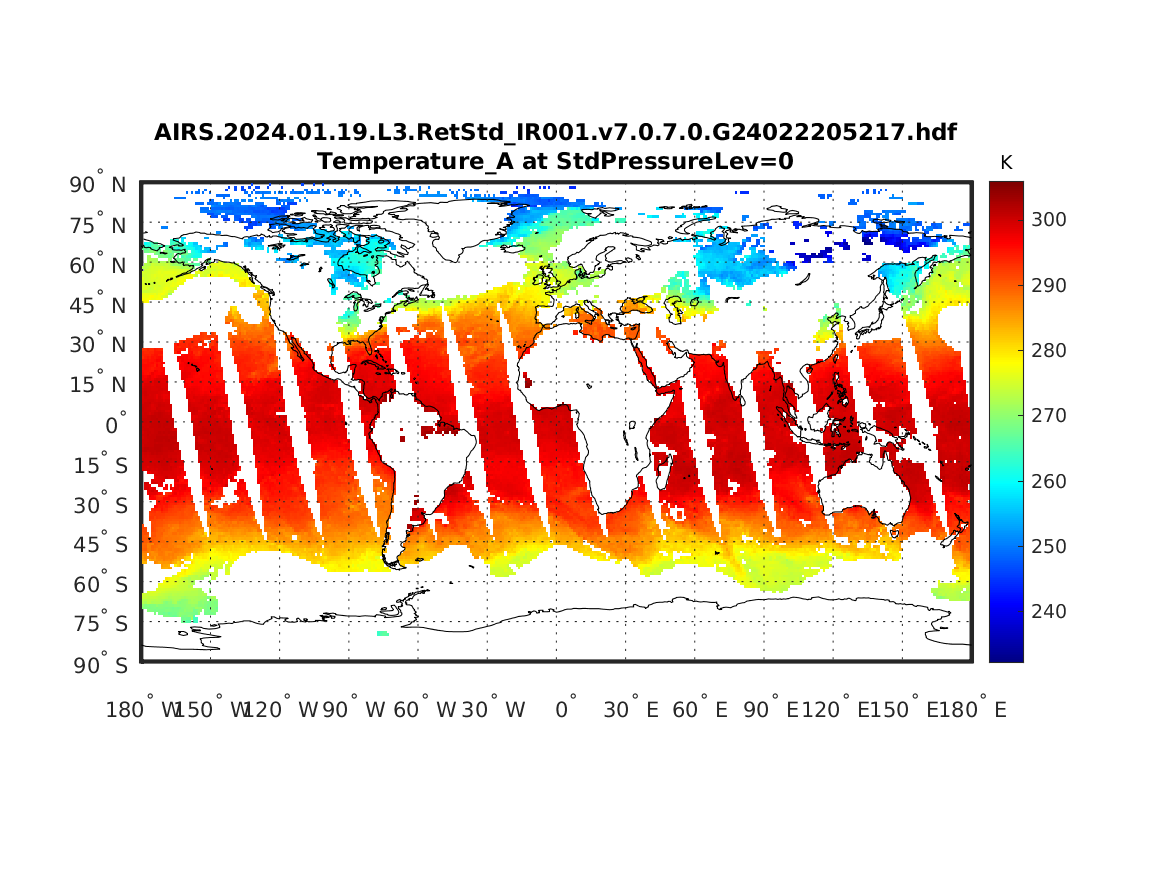 AIRS.2024.01.19.L3.RetStd_IR001.v7.0.7.0.G24022205217.hdf
Temperature_A at StdPressureLev=0
K
90° N
75° N
60° N
45° N
30° N
15° N
0°
15° S
30° S
45° S
60° S
75° S
90° S
300
290
280
270
260
250
240
180° W 150° W 120° W 90° W 60° W 30° W 0° 30° E 60° E 90° E 120° E 150° E 180° E